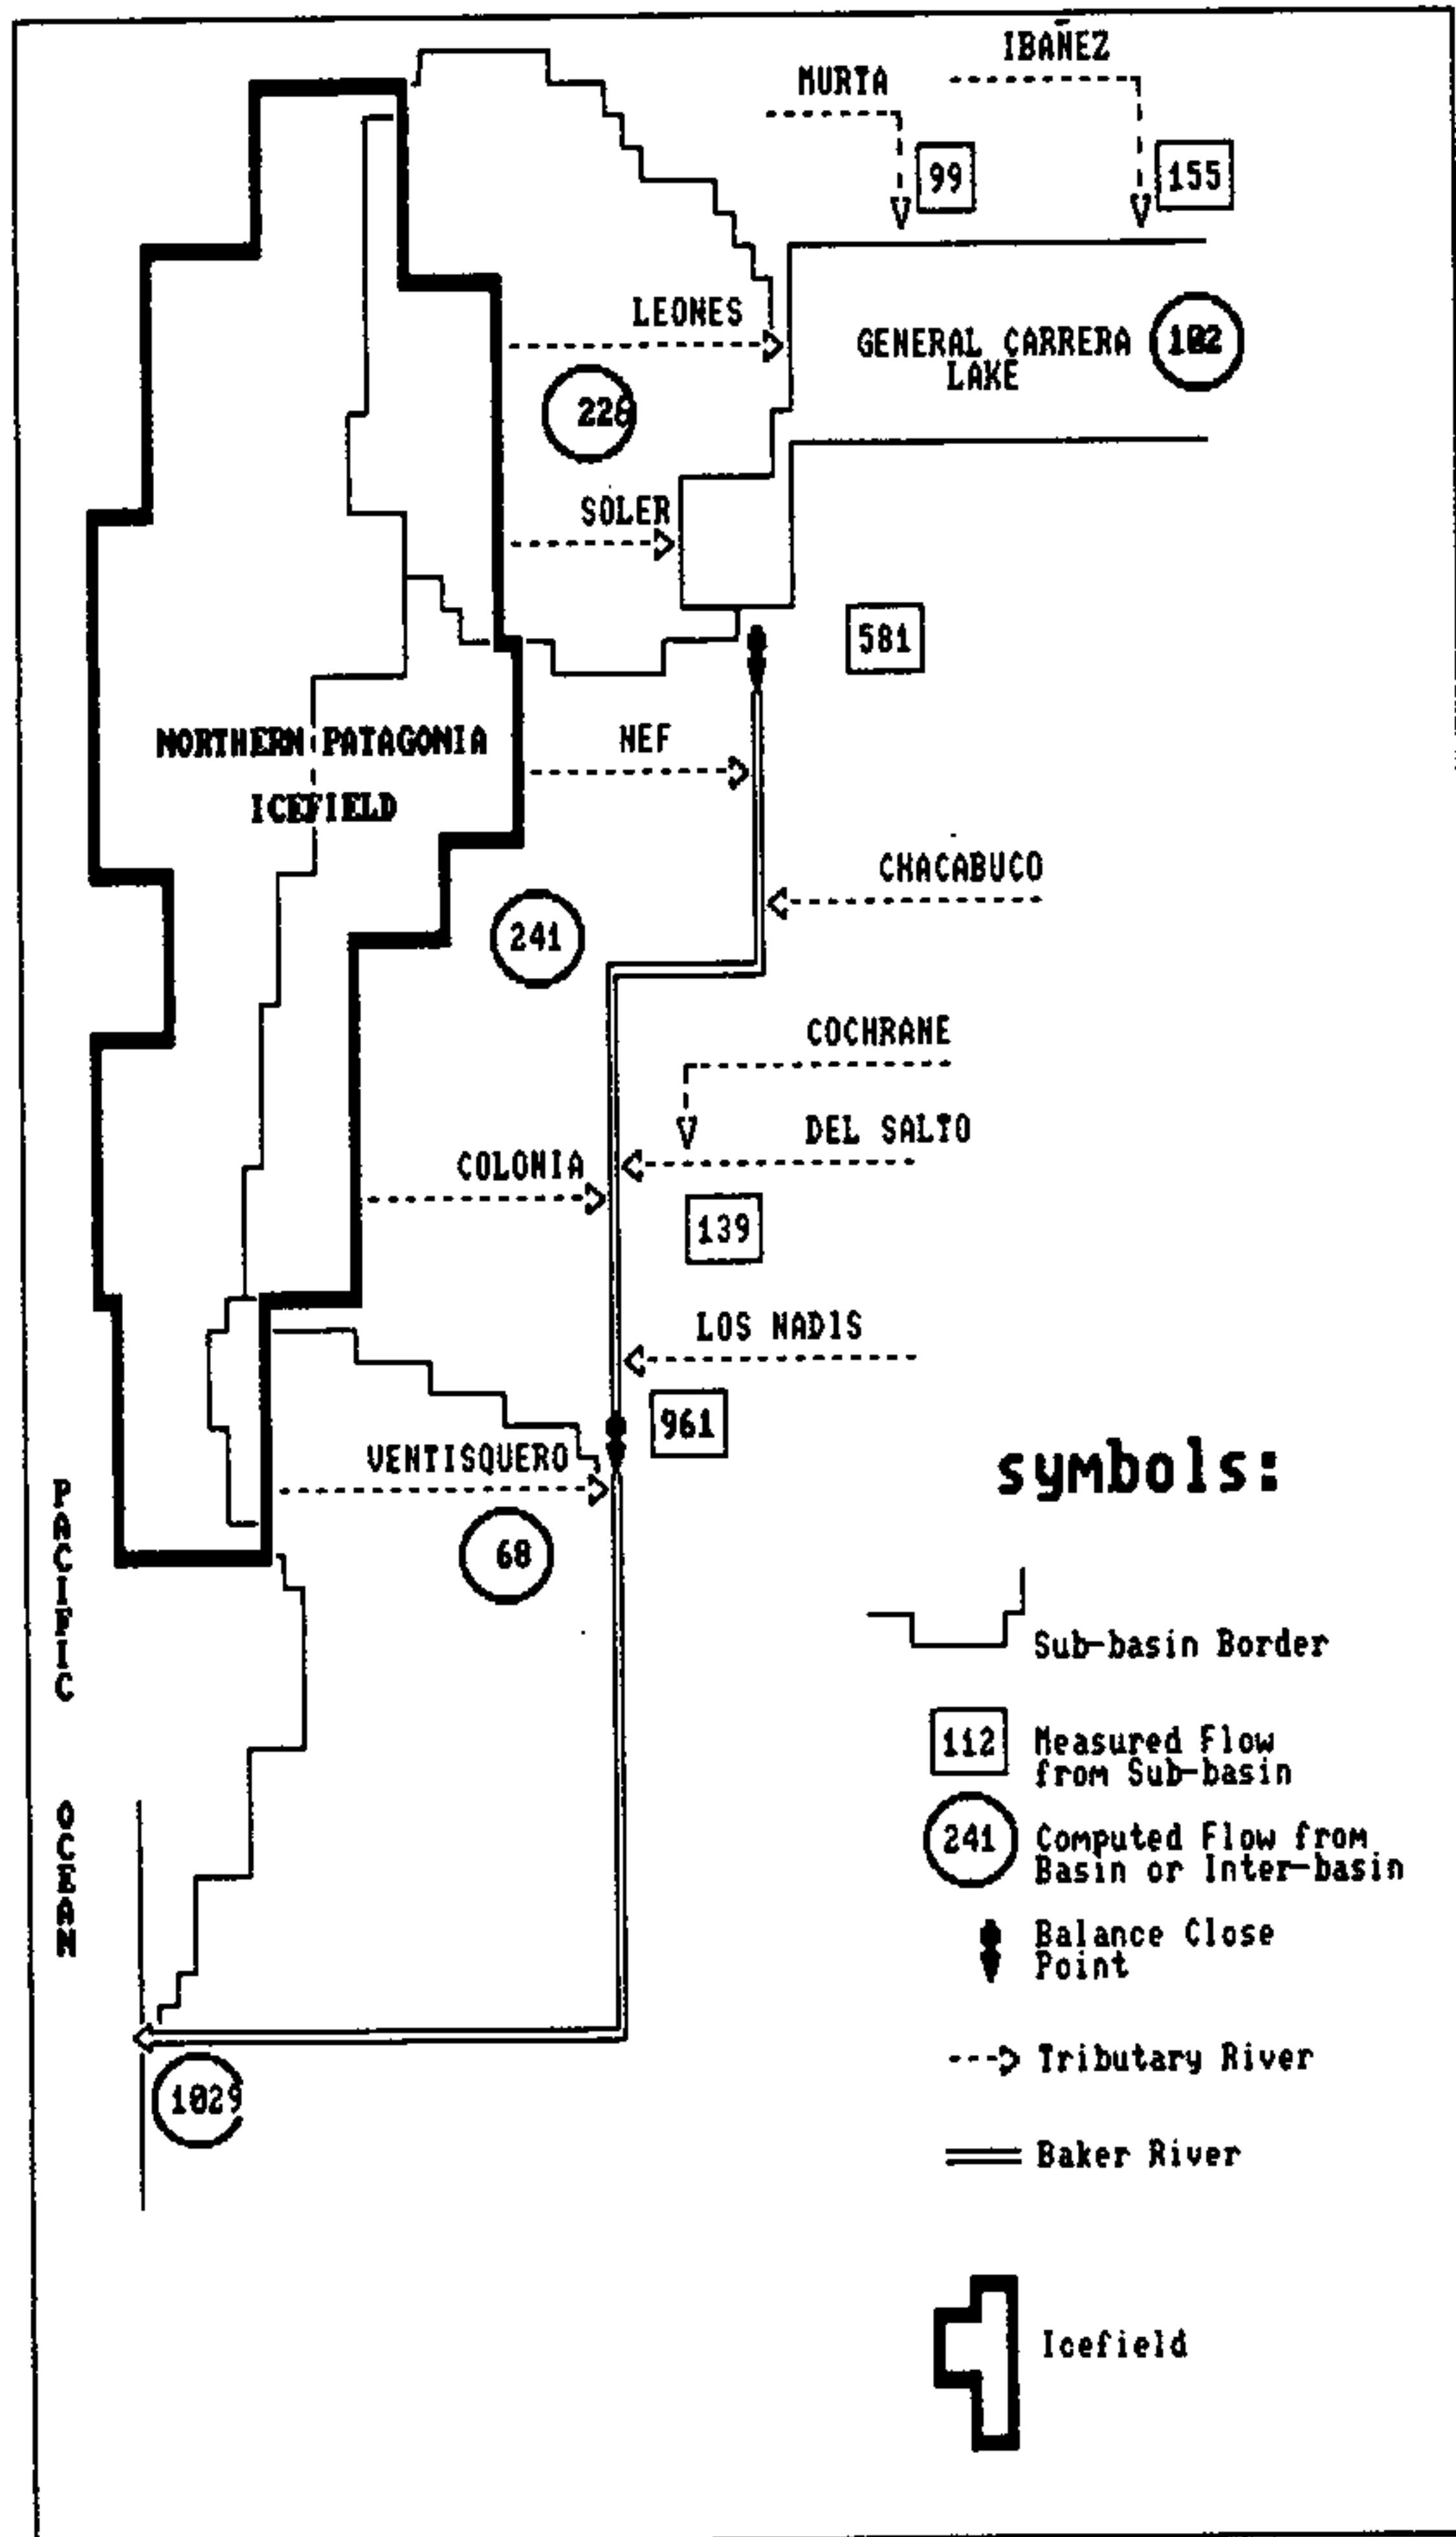 IBAÑEZ
MURTA
99
155
LEONES
GENERAL CARRERA
LAKE
102
226
SOLER
581
NORTHERN PATAGONIA
ICEFIELD
NEF
CHACABUCO
241
COCHRANE
DEL SALTO
COLONIA
139
LOS NADIS
961
VENTISQUERO
68
PACIFIC OCEAN
1029
symbols:
Sub-basin Border
112
Measured Flow
from Sub-basin
241
Computed Flow from
Basin or Inter-basin
Balance Close
Point
Tributary River
Baker River
Icefield